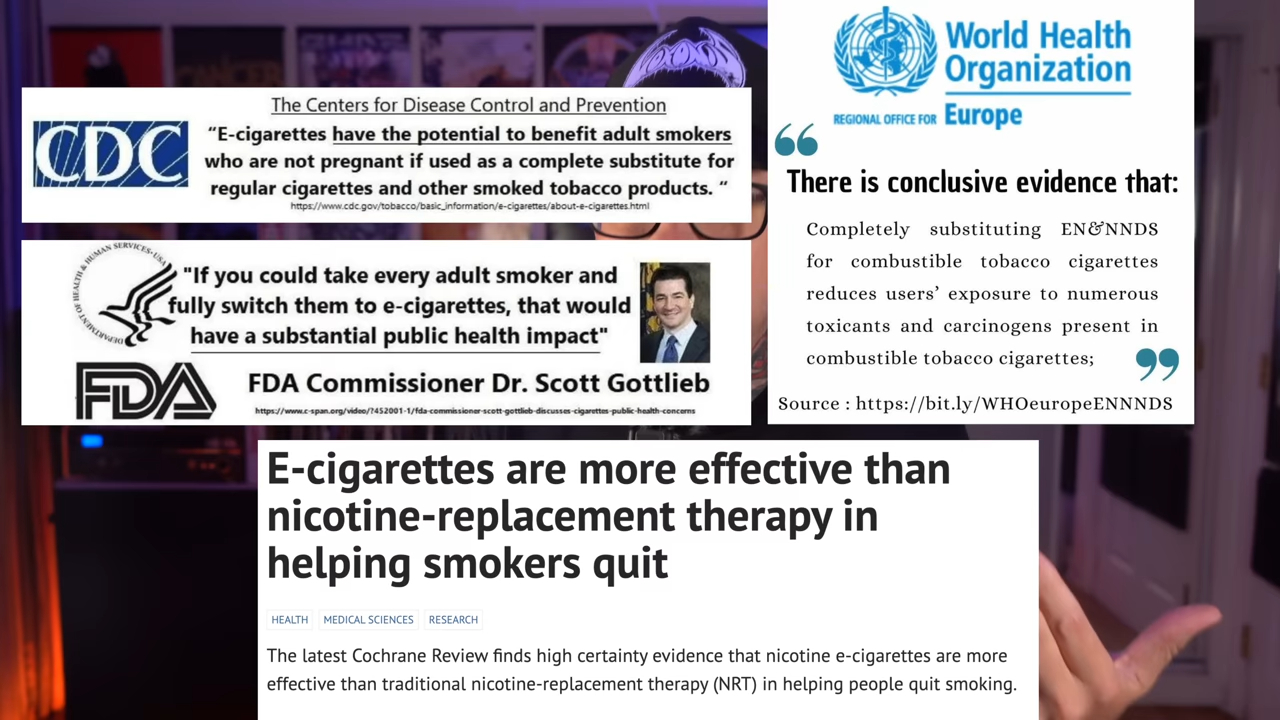 The Centers for Disease Control and Prevention
CDC
“E-cigarettes have the potential to benefit adult smokers
who are not pregnant if used as a complete substitute for
regular cigarettes and other smoked tobacco products. “
https://www.cdc.gov/tobacco/basic_information/e-cigarettes/about-e-cigarettes.html
DEPARTMENT OF HEALTH & HUMAN SERVICES • USA
"If you could take every adult smoker and
fully switch them to e-cigarettes, that would
have a substantial public health impact"
FDA
FDA Commissioner Dr. Scott Gottlieb
https://www.c-span.org/video/?452001-1/fda-commissioner-scott-gottlieb-discusses-cigarettes-public-health-concerns
World Health
Organization
REGIONAL OFFICE FOR Europe
“
There is conclusive evidence that:
Completely substituting EN&NNDS
for combustible tobacco cigarettes
reduces users’ exposure to numerous
toxicants and carcinogens present in
combustible tobacco cigarettes;
”
Source : https://bit.ly/WHOeuropeENNNDS
E-cigarettes are more effective than
nicotine-replacement therapy in
helping smokers quit
HEALTH MEDICAL SCIENCES RESEARCH
The latest Cochrane Review finds high certainty evidence that nicotine e-cigarettes are more
effective than traditional nicotine-replacement therapy (NRT) in helping people quit smoking.